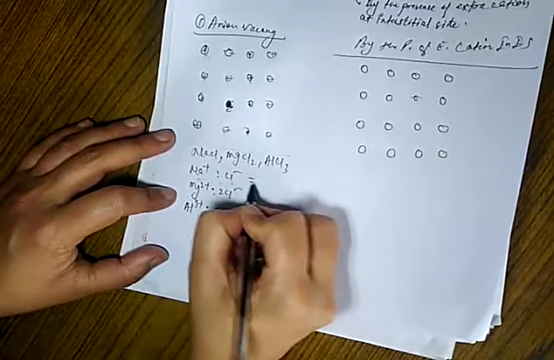 ① Anion Vacancy
NaCl, MgCl2, AlCl3
Na+ : Cl-
Mg2+ : 2Cl-
Al3+ :
• By the presence of extra cation
at Interstitial site.
By the P. of E. Cation In I S